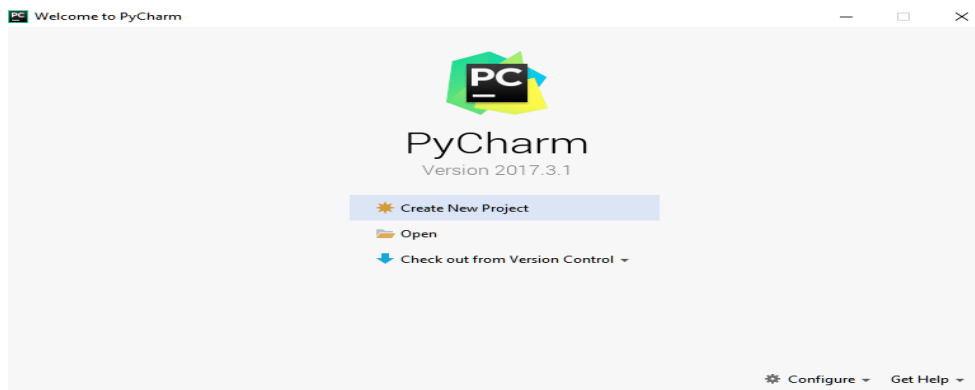 PC Welcome to PyCharm
PC
PyCharm
Version 2017.3.1
Create New Project
Open
Check out from Version Control
Configure Get Help